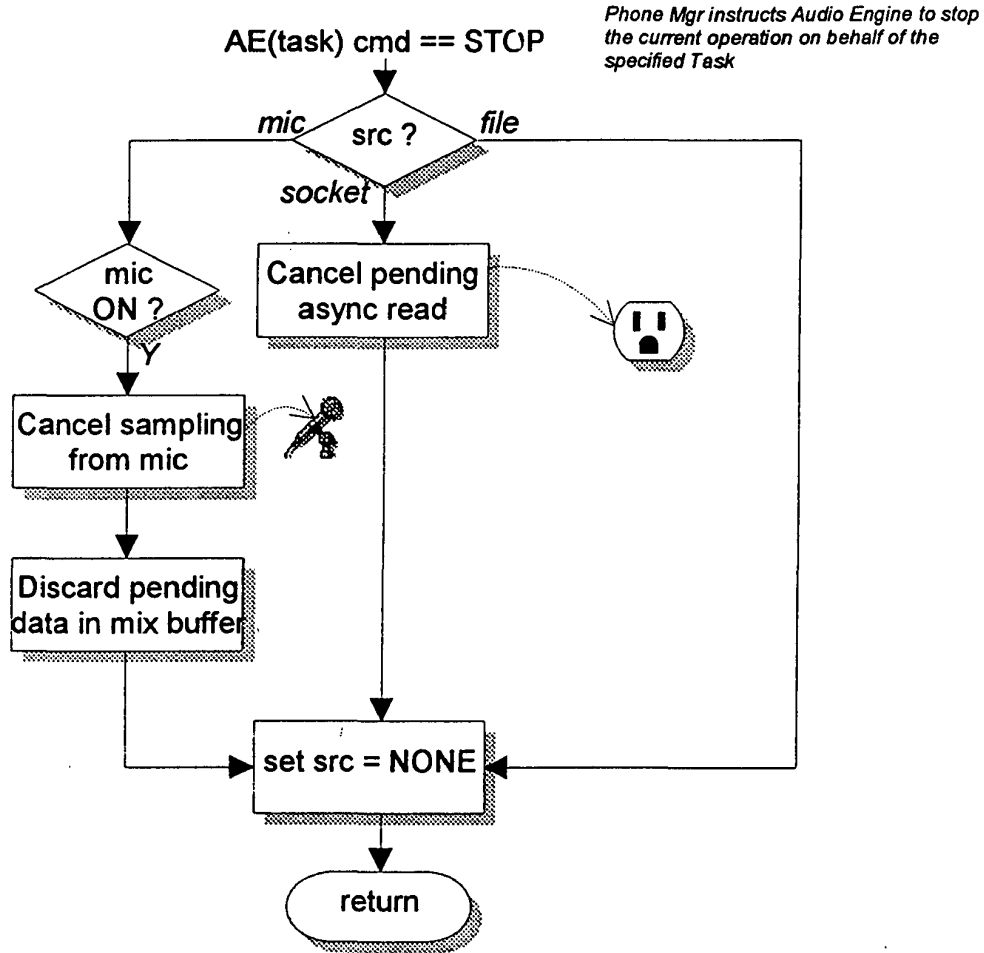 Phone Mgr instructs Audio Engine to stop
the current operation on behalf of the
specified Task
AE(task) cmd == STOP
mic
src ?
file
socket
mic
ON ?
Y
Cancel pending
async read
Cancel sampling
from mic
Discard pending
data in mix buffer
set src = NONE
return